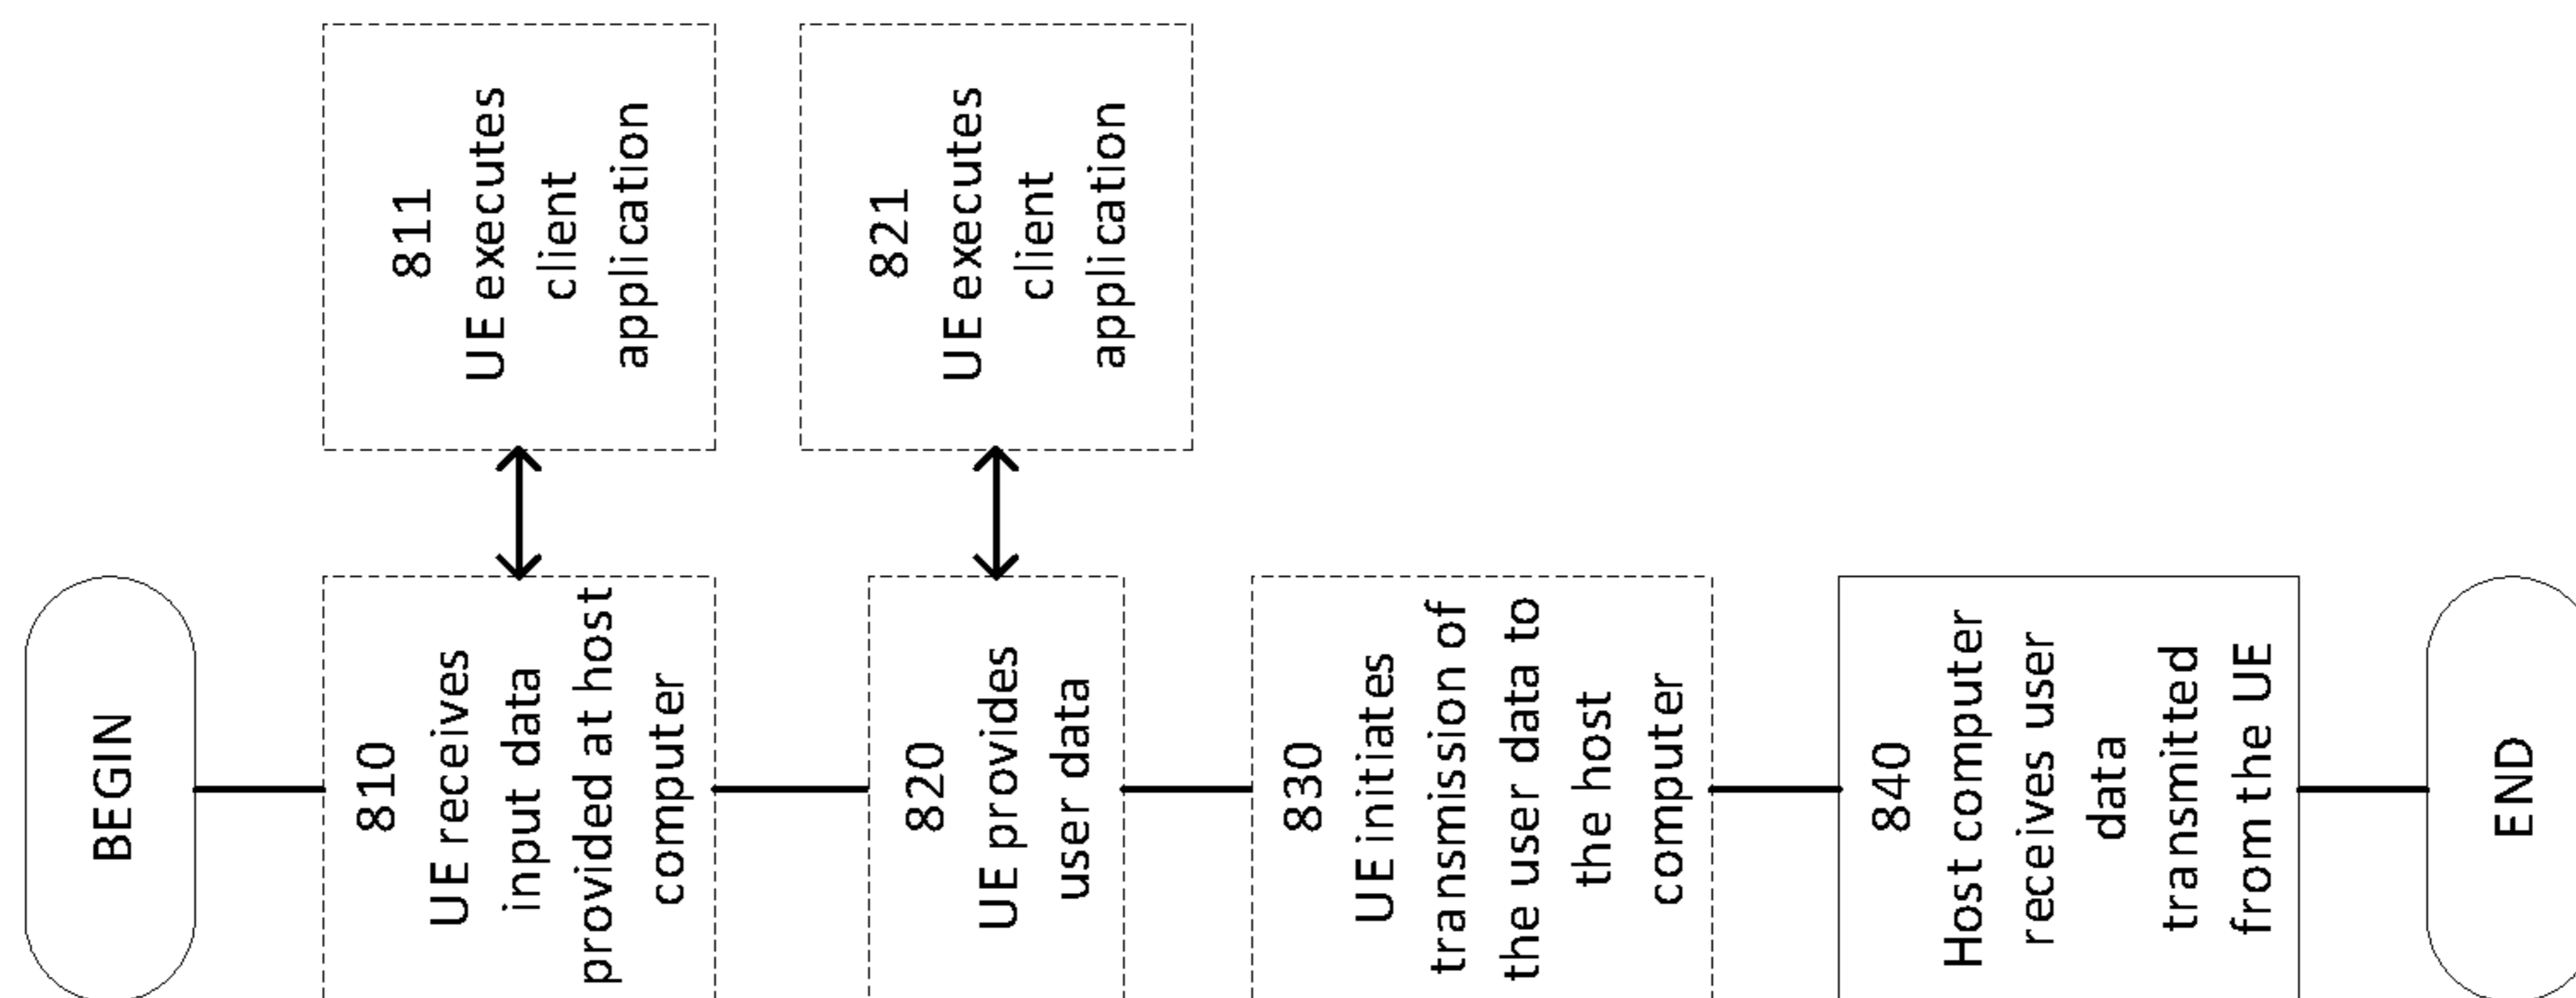 BEGIN
810
UE receives
input data
provided at host
computer
811
UE executes
client
application
820
UE provides
user data
821
UE executes
client
application
830
UE initiates
transmission of
the user data to
the host
computer
840
Host computer
receives user
data
transmitted
from the UE
END